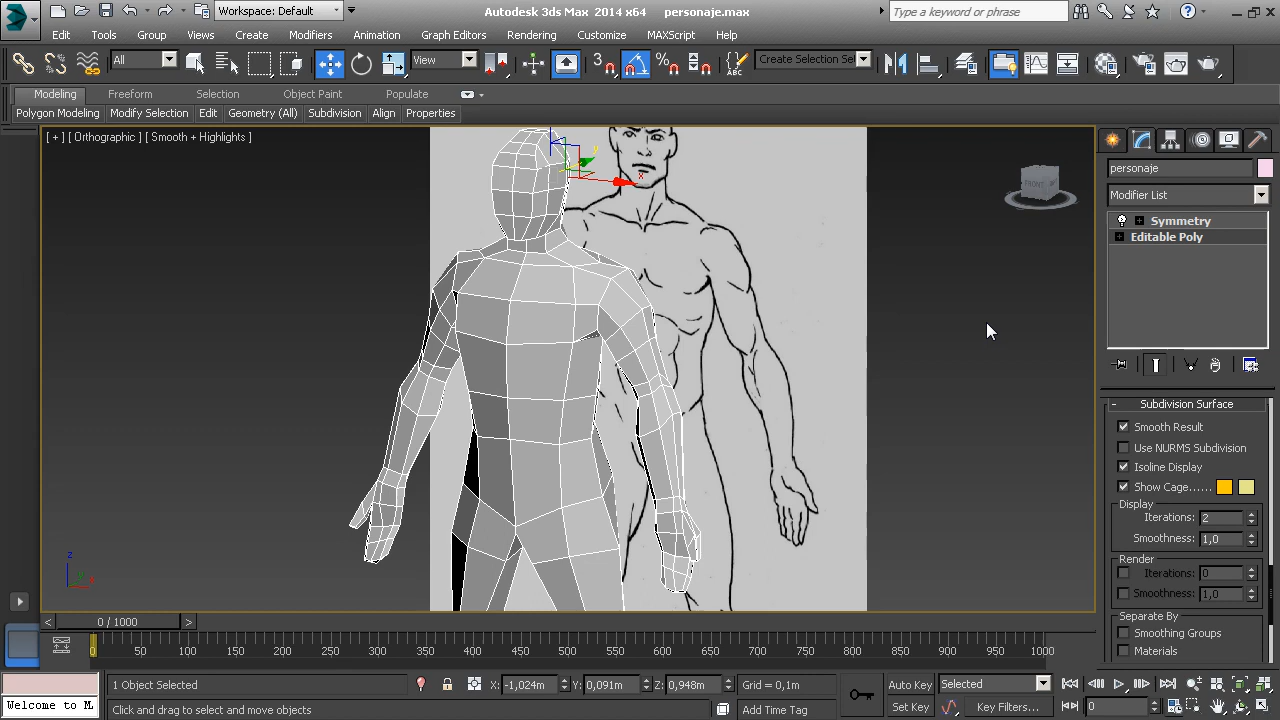 Workspace: Default
Autodesk 3ds Max 2014 x64 personaje.max
Type a keyword or phrase
Edit Tools Group Views Create Modifiers Animation Graph Editors Rendering Customize MAXScript Help
All View 3 Create Selection Se
Modeling Freeform Selection Object Paint Populate
Polygon Modeling Modify Selection Edit Geometry (All) Subdivision Align Properties
[ + ] [ Orthographic ] [ Smooth + Highlights ]
FRONT
x
y
z
personaje
Modifier List
Symmetry
Editable Poly
Subdivision Surface
Smooth Result
Use NURMS Subdivision
Isoline Display
Show Cage......
Display
Iterations: 2
Smoothness: 1,0
Render
Iterations: 0
Smoothness: 1,0
Separate By
Smoothing Groups
Materials
< 0 / 1000 >
0 50 100 150 200 250 300 350 400 450 500 550 600 650 700 750 800 850 900 950 1000
1 Object Selected X: -1,024m Y: 0,091m Z: 0,948m Grid = 0,1m Auto Key Selected
Welcome to M. Click and drag to select and move objects Add Time Tag Set Key Key Filters... 0